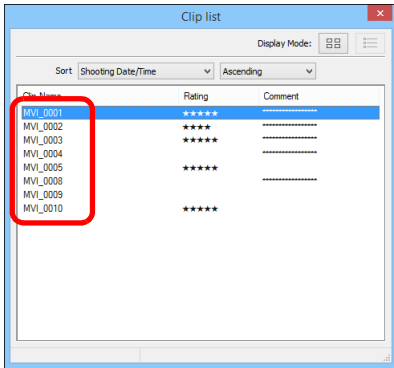 Clip list
Display Mode:
Sort Shooting Date/Time Ascending
Clip Name Rating Comment
MVI_0001 ★★★★★ ******************
MVI_0002 ★★★★
MVI_0003 ★★★★★ ******************
MVI_0004 ******************
MVI_0005 ★★★★★
MVI_0008 ******************
MVI_0009
MVI_0010 ★★★★★